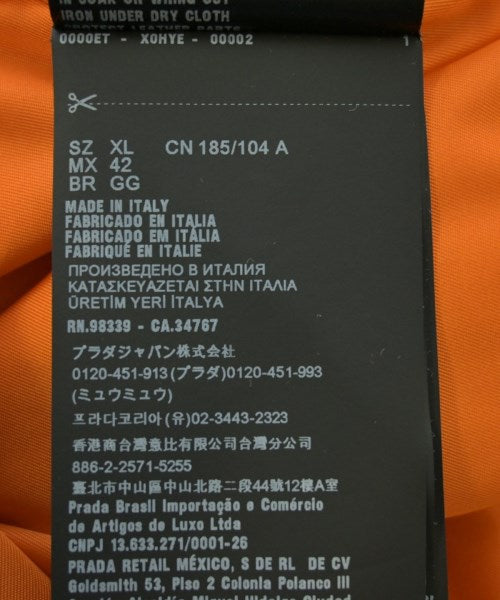 IRON UNDER DRY CLOTH
PROTECT LEATHER PARTS
0000ET - X0HYE - 00002 1
SZ XL CN 185/104 A
MX 42
BR GG
MADE IN ITALY
FABRICADO EN ITALIA
FABRICADO EM ITÁLIA
FABRIQUÉ EN ITALIE
ПРОИЗВЕДЕНО В ИТАЛИЯ
ΚΑΤΑΣΚΕΥΑΖΕΤΑΙ ΣΤΗΝ ΙΤΑΛΙΑ
ÜRETİM YERİ İTALYA
RN.98339 - CA.34767
プラダジャパン株式会社
0120-451-913(プラダ)0120-451-993
(ミュウミュウ)
프라다코리아(유)02-3443-2323
香港商台灣意比有限公司台灣分公司
886-2-2571-5255
臺北市中山區中山北路二段44號12樓A室
Prada Brasil Importação e Comércio
de Artigos de Luxo Ltda
CNPJ 13.633.271/0001-26
PRADA RETAIL MÉXICO, S DE RL DE CV
Goldsmith 53, Piso 2 Colonia Polanco III